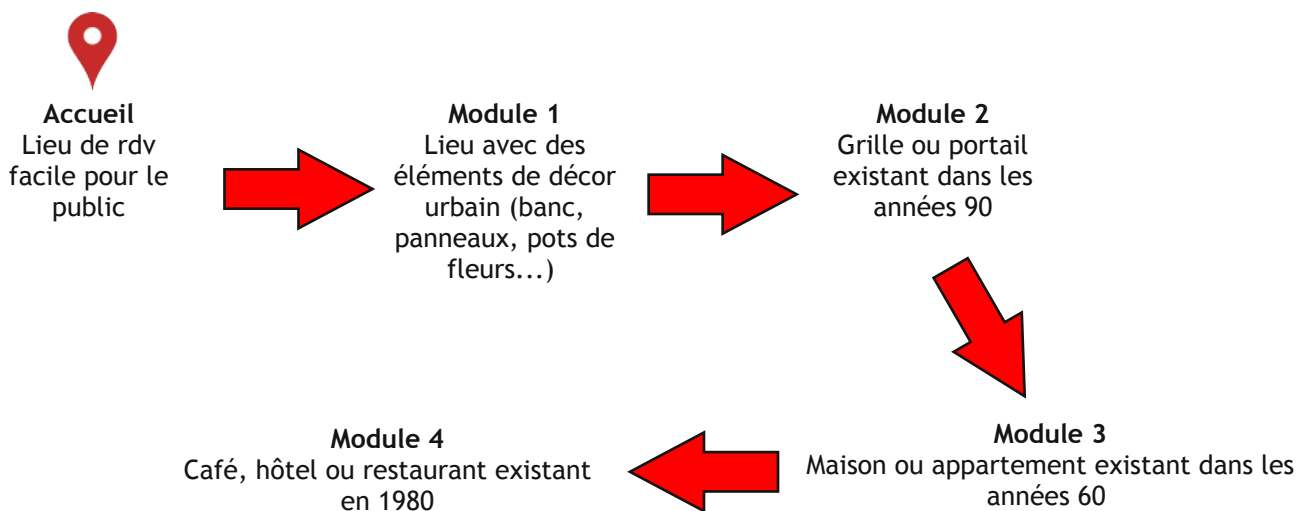 Accueil
Lieu de rdv
facile pour le
public
Module 1
Lieu avec des
éléments de décor
urbain (banc,
panneaux, pots de
fleurs...)
Module 2
Grille ou portail
existant dans les
années 90
Module 3
Maison ou appartement existant dans les
années 60
Module 4
Café, hôtel ou restaurant existant
en 1980